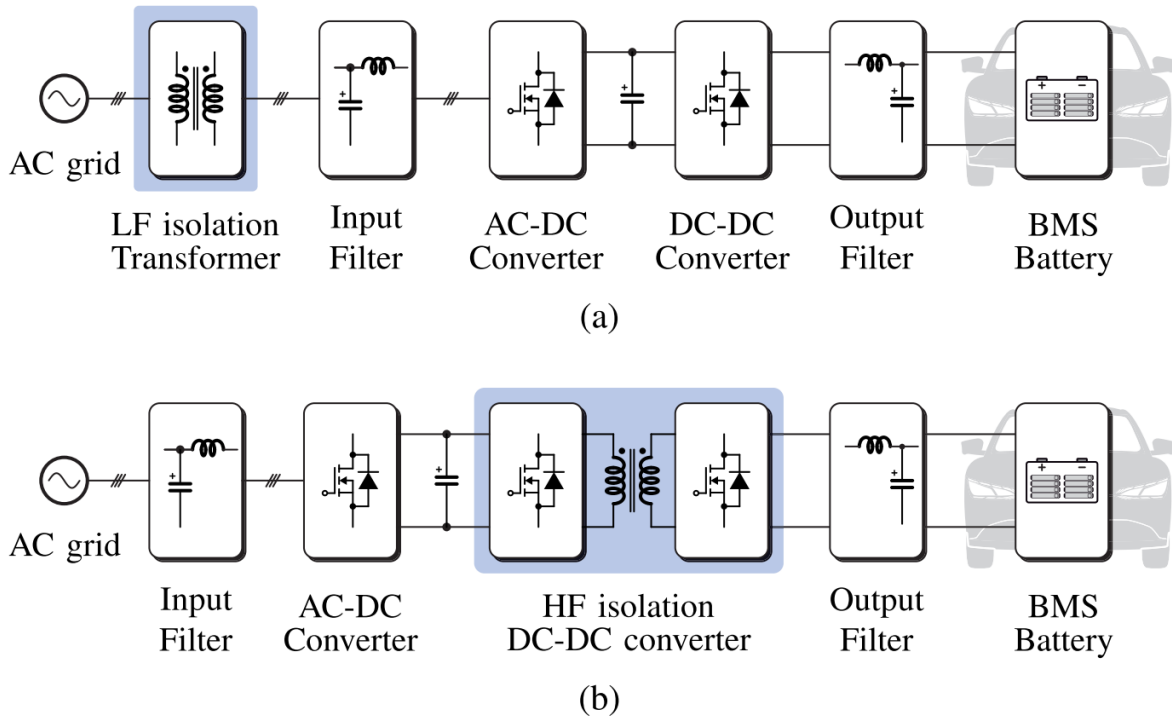 AC grid
LF isolation
Transformer
Input
Filter
AC-DC
Converter
DC-DC
Converter
Output
Filter
BMS
Battery
(a)
AC grid
Input
Filter
AC-DC
Converter
HF isolation
DC-DC converter
Output
Filter
BMS
Battery
(b)